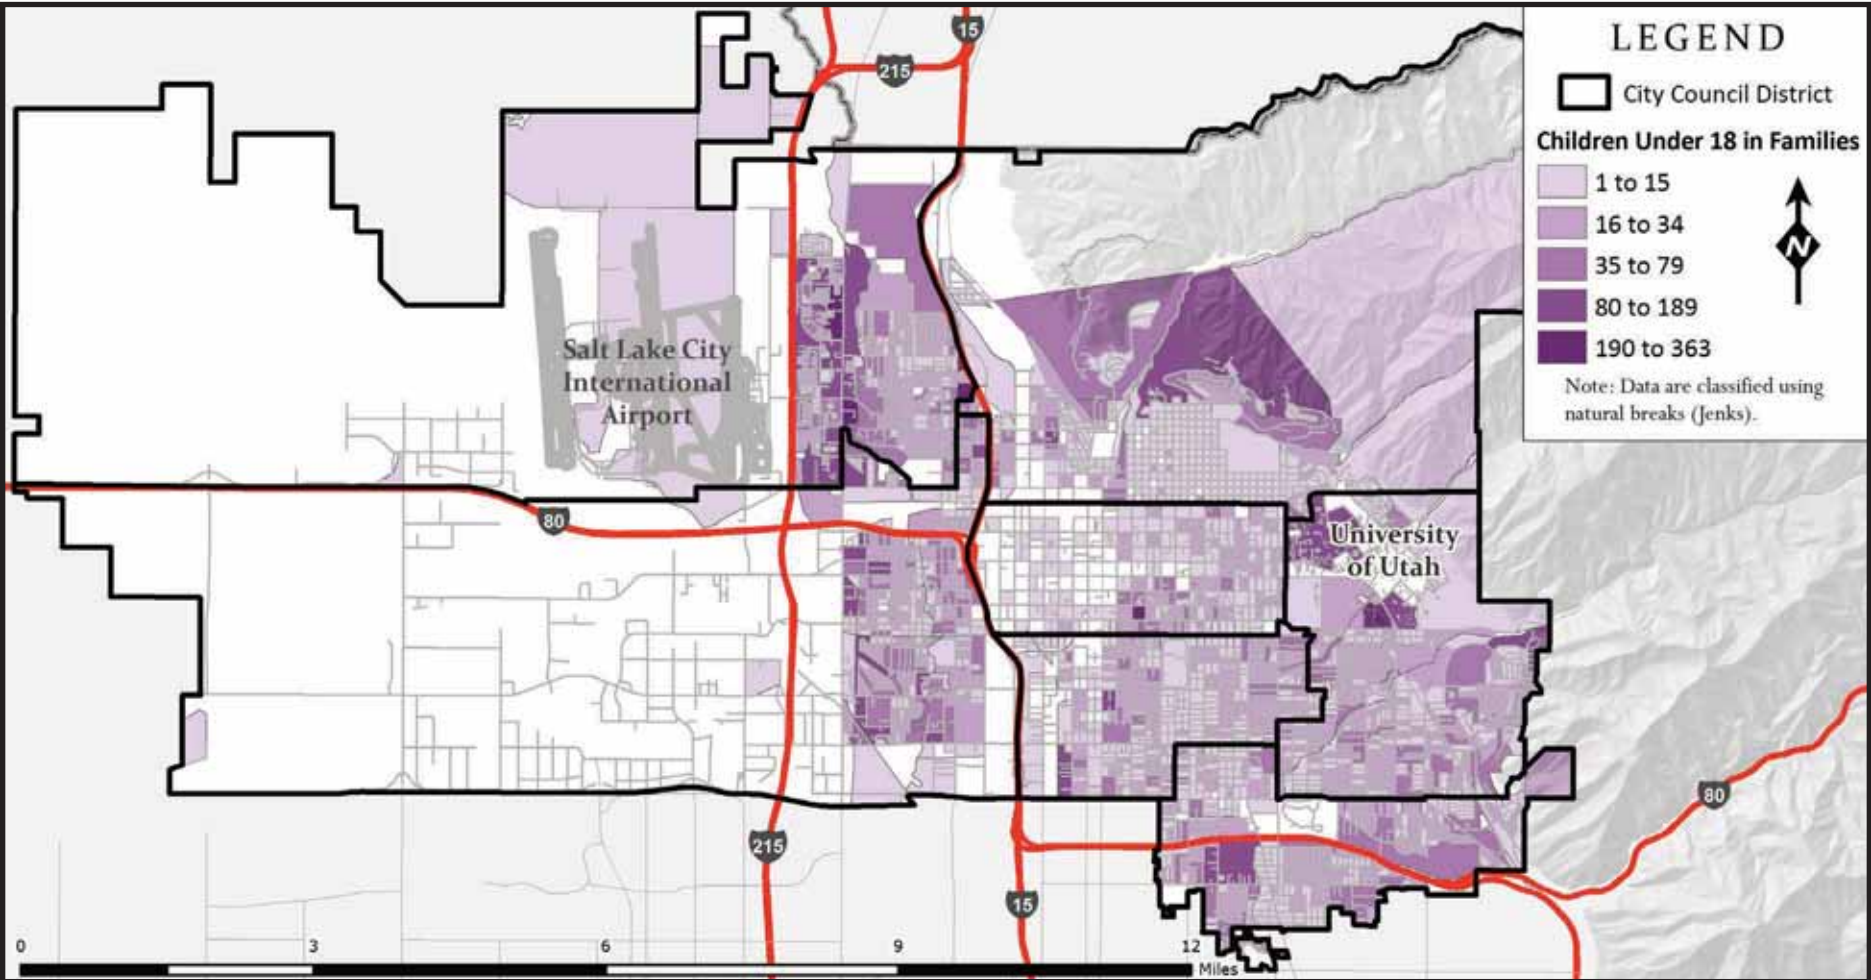 15
215
LEGEND
City Council District
Children Under 18 in Families
1 to 15
16 to 34
35 to 79
80 to 189
190 to 363
N
Note: Data are classified using
natural breaks (Jenks).
Salt Lake City
International
Airport
80
University
of Utah
80
215
15
0 3 6 9 12
Miles